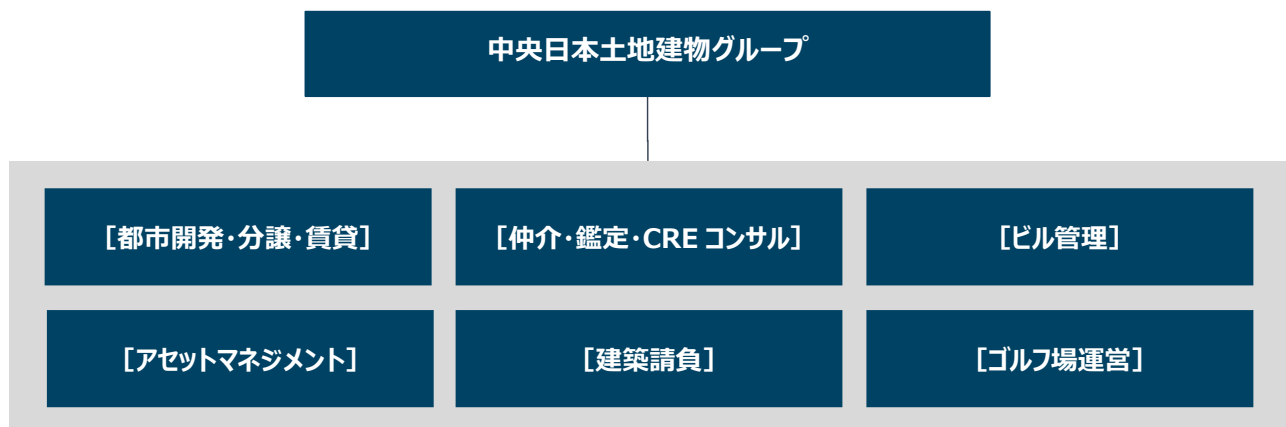 中央日本土地建物グループ
［都市開発・分譲・賃貸］
［仲介・鑑定・CRE コンサル］
［ビル管理］
［アセットマネジメント］
［建築請負］
［ゴルフ場運営］